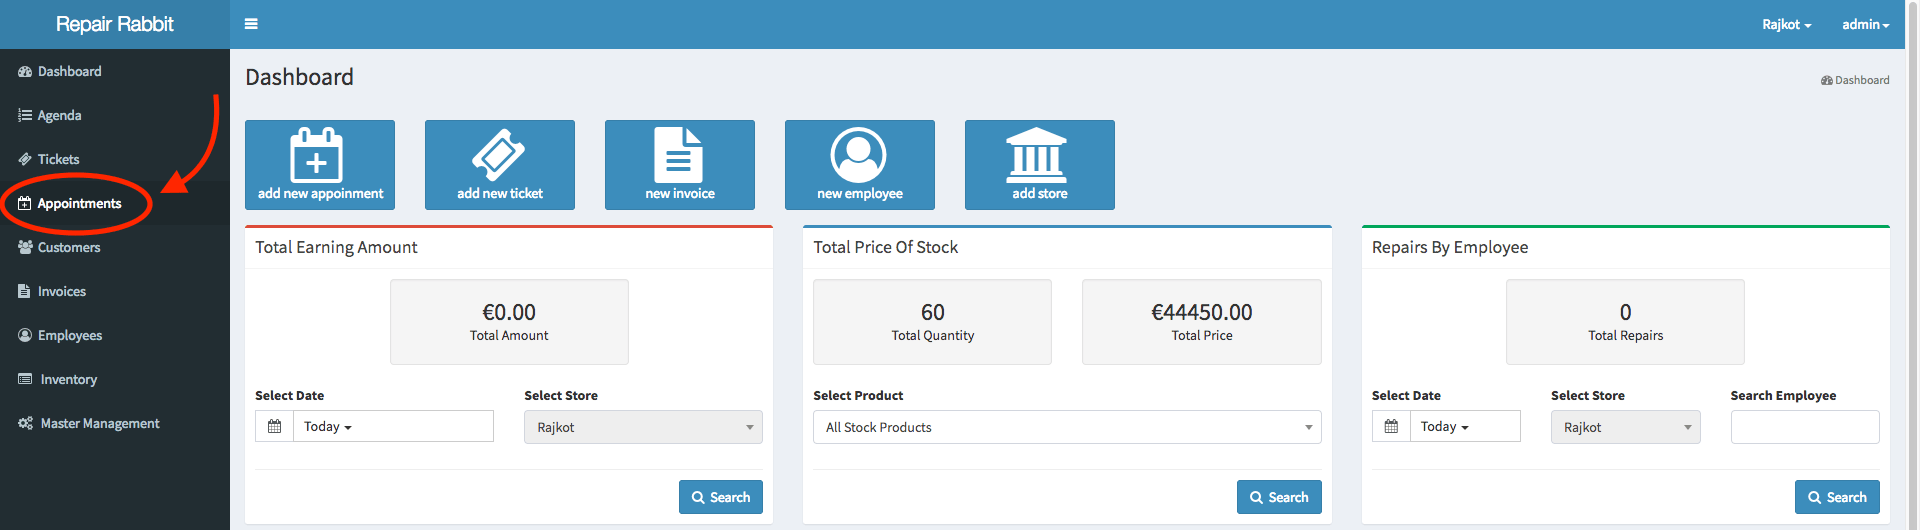 Repair Rabbit
Rajkot
admin
Dashboard
Agenda
Tickets
Appointments
Customers
Invoices
Employees
Inventory
Master Management
Dashboard
Dashboard
add new appoinment
add new ticket
new invoice
new employee
add store
Total Earning Amount
€0.00
Total Amount
Select Date
Select Store
Today
Rajkot
Search
Total Price Of Stock
60
Total Quantity
€44450.00
Total Price
Select Product
All Stock Products
Search
Repairs By Employee
0
Total Repairs
Select Date
Select Store
Search Employee
Today
Rajkot
Search